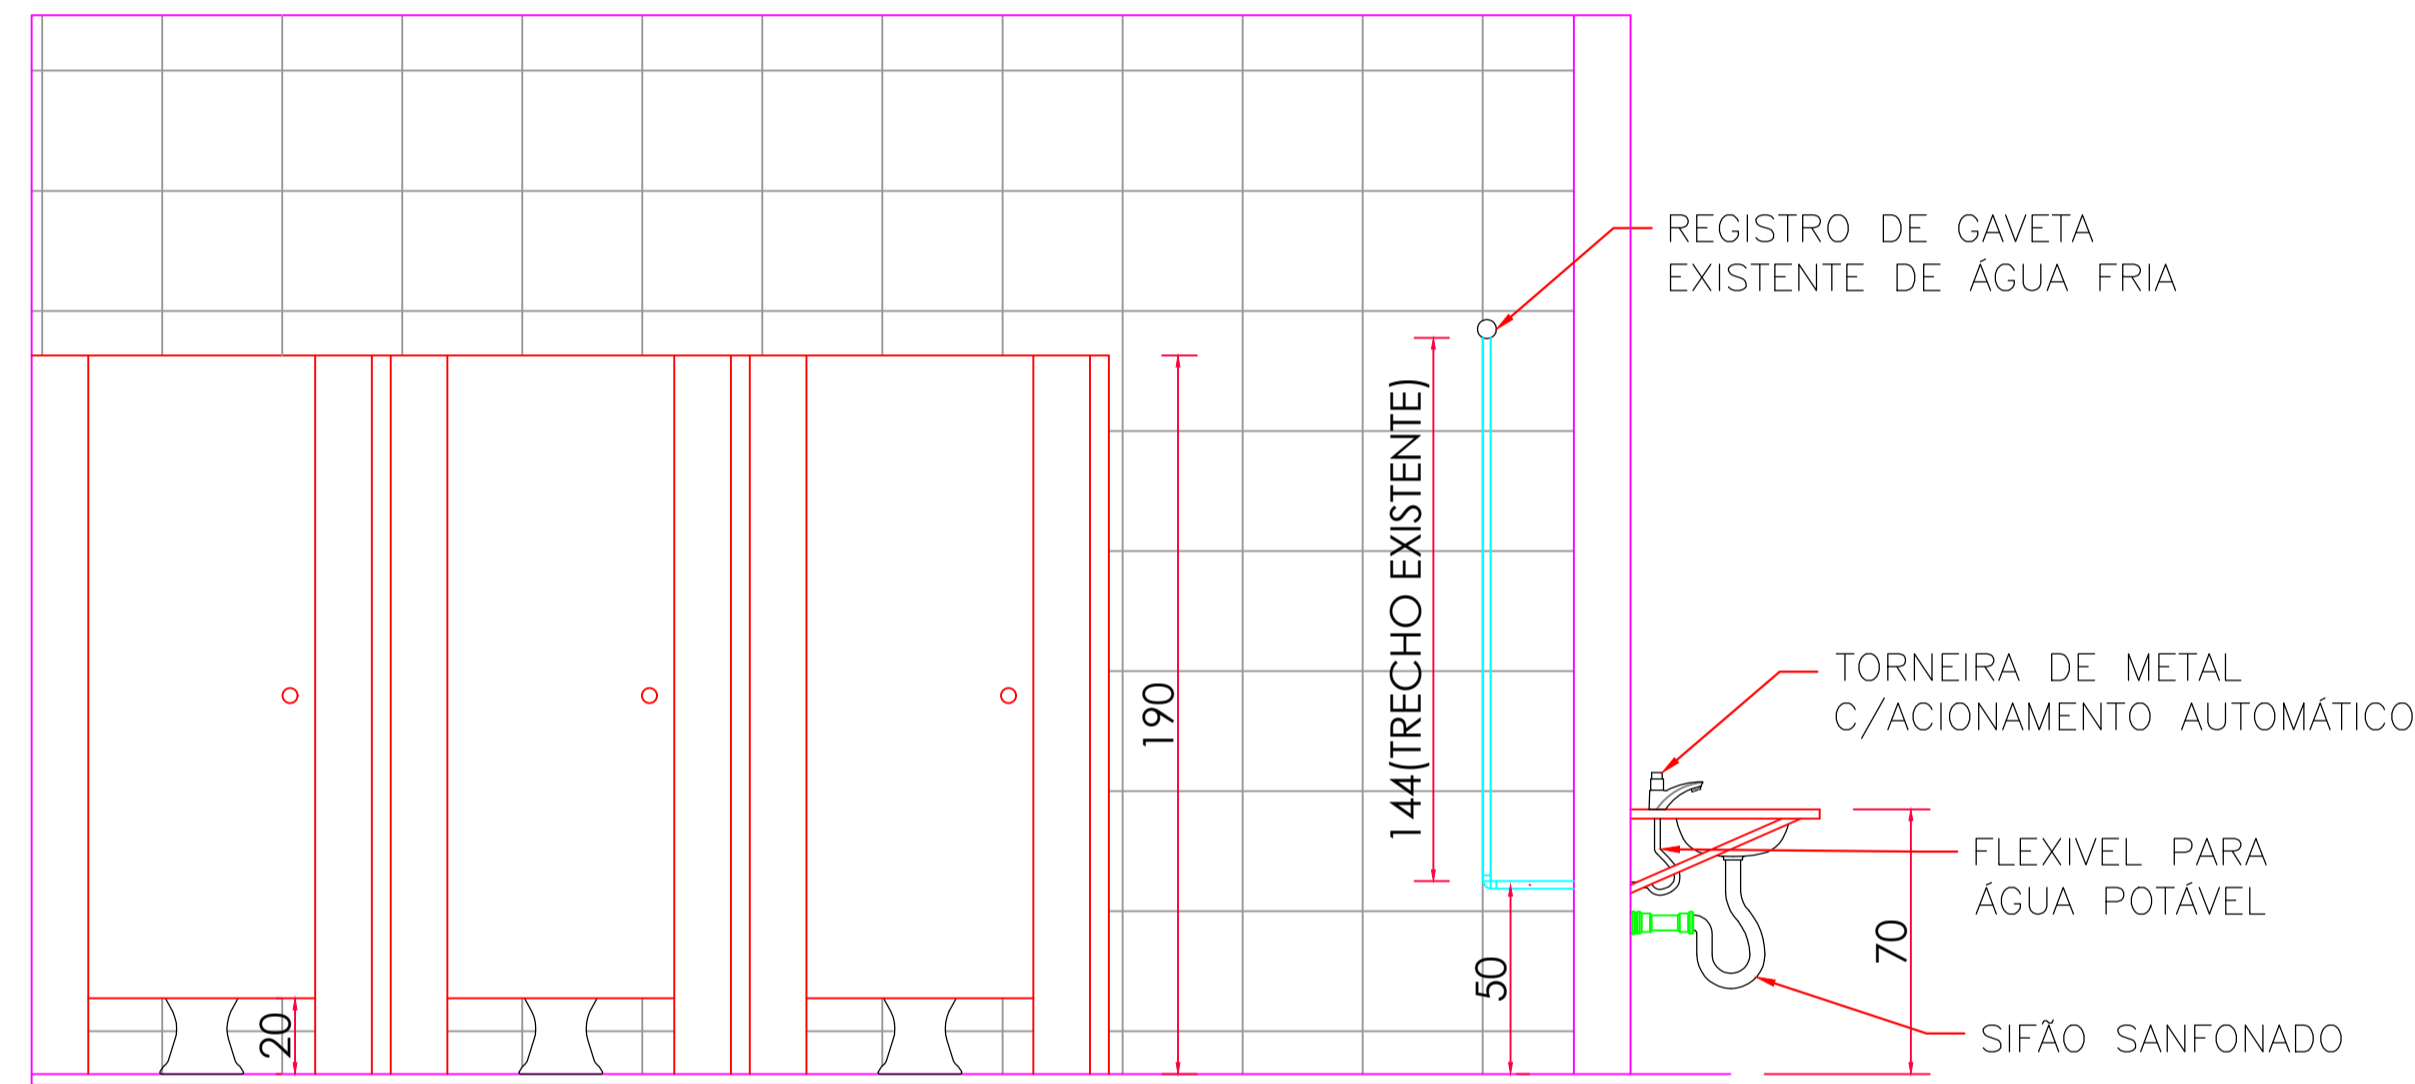 REGISTRO DE GAVETA
EXISTENTE DE ÁGUA FRIA
144(TRECHO EXISTENTE)
190
TORNEIRA DE METAL
C/ACIONAMENTO AUTOMÁTICO
FLEXIVEL PARA
ÁGUA POTÁVEL
70
50
20
SIFÃO SANFONADO